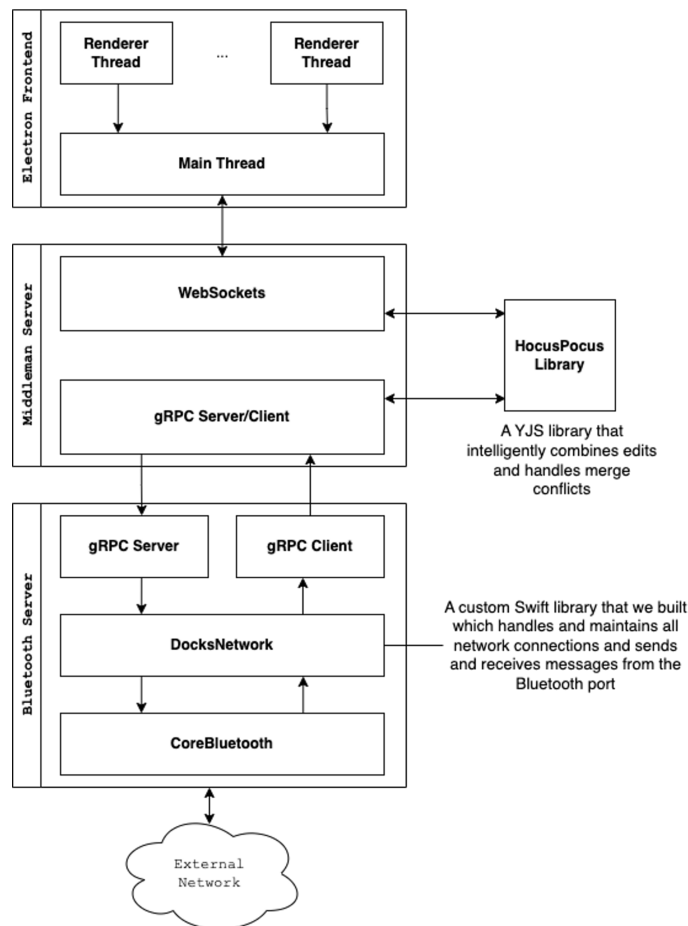 Electron Frontend
Renderer
Thread
...
Renderer
Thread
Main Thread
Middleman Server
WebSockets
gRPC Server/Client
HocusPocus
Library
A YJS library that
intelligently combines edits
and handles merge
conflicts
Bluetooth Server
gRPC Server
gRPC Client
DocksNetwork
CoreBluetooth
A custom Swift library that we built
which handles and maintains all
network connections and sends
and receives messages from the
Bluetooth port
External
Network